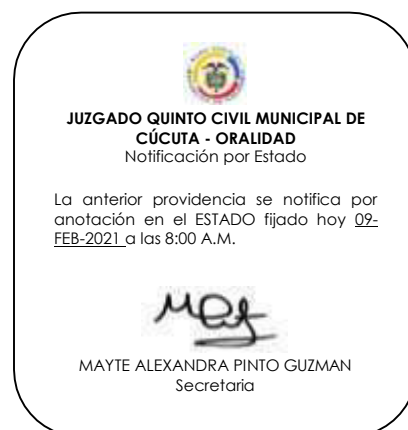 JUZGADO QUINTO CIVIL MUNICIPAL DE
CÚCUTA - ORALIDAD
Notificación por Estado
La anterior providencia se notifica por
anotación en el ESTADO fijado hoy 09-
FEB-2021 a las 8:00 A.M.
MAYTE ALEXANDRA PINTO GUZMAN
Secretaria